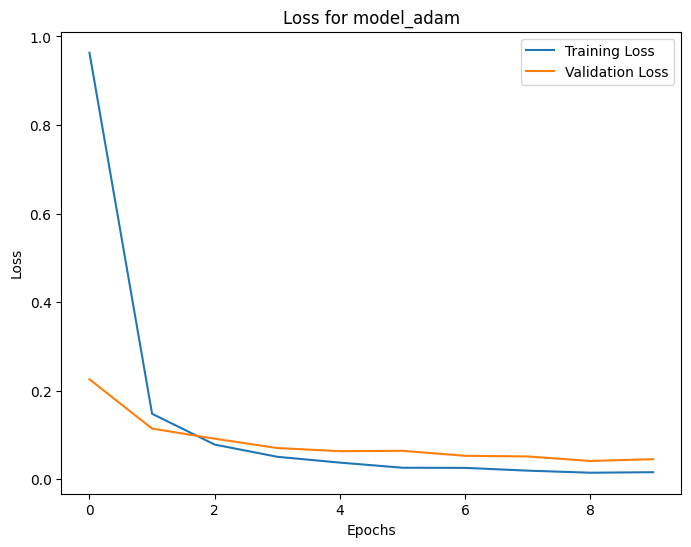 Loss for model_adam
Training Loss
Validation Loss
1.0
0.8
0.6
0.4
0.2
0.0
Loss
0 2 4 6 8
Epochs